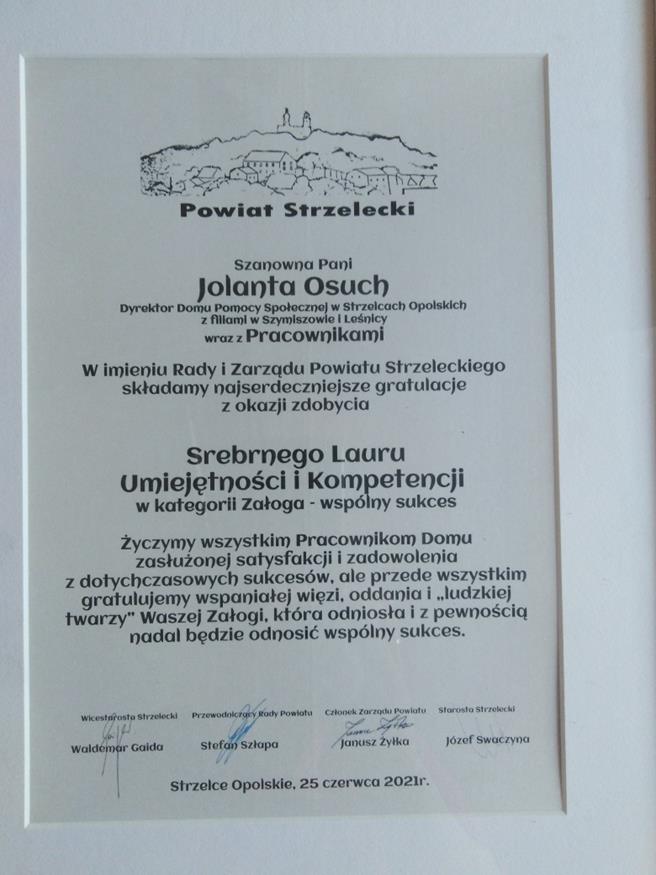 Powiat Strzelecki
Szanowna Pani
Jolanta Osuch
Dyrektor Domu Pomocy Społecznej w Strzelcach Opolskich
z filiami w Szymiszowie i Leśnicy
wraz z Pracownikami
W imieniu Rady i Zarządu Powiatu Strzeleckiego
składamy najserdeczniejsze gratulacje
z okazji zdobycia
Srebrnego Lauru
Umiejętności i Kompetencji
w kategorii Załoga - wspólny sukces
Życzymy wszystkim Pracownikom Domu
zasłużonej satysfakcji i zadowolenia
z dotychczasowych sukcesów, ale przede wszystkim
gratulujemy wspaniałej więzi, oddania i „ludzkiej
twarzy” Waszej Załogi, która odniosła i z pewnością
nadal będzie odnosić wspólny sukces.
Wicestarosta Strzelecki Przewodniczący Rady Powiatu Członek Zarządu Powiatu Starosta Strzelecki
Waldemar Gaida Stefan Szłapa Janusz Żyłka Józef Swaczyna
Strzelce Opolskie, 25 czerwca 2021r.